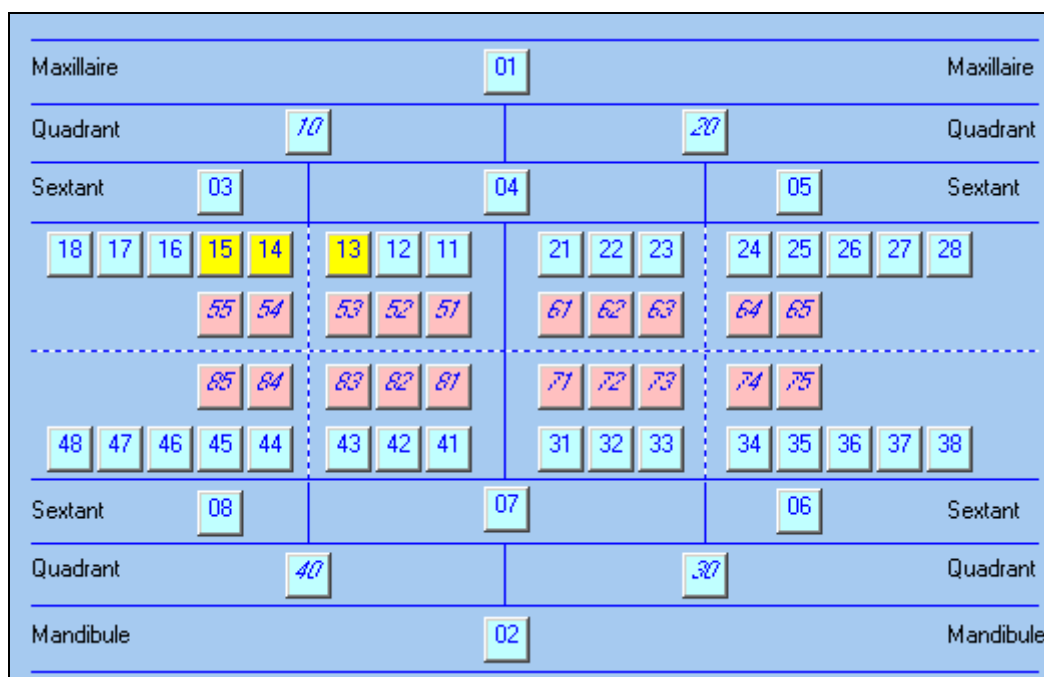 Maxillaire 01 Maxillaire
Quadrant 10 20 Quadrant
Sextant 03 04 05 Sextant
18 17 16 15 14 13 12 11 21 22 23 24 25 26 27 28
55 54 53 52 51 61 62 63 64 65
85 84 83 82 81 71 72 73 74 75
48 47 46 45 44 43 42 41 31 32 33 34 35 36 37 38
Sextant 08 07 06 Sextant
Quadrant 40 30 Quadrant
Mandibule 02 Mandibule